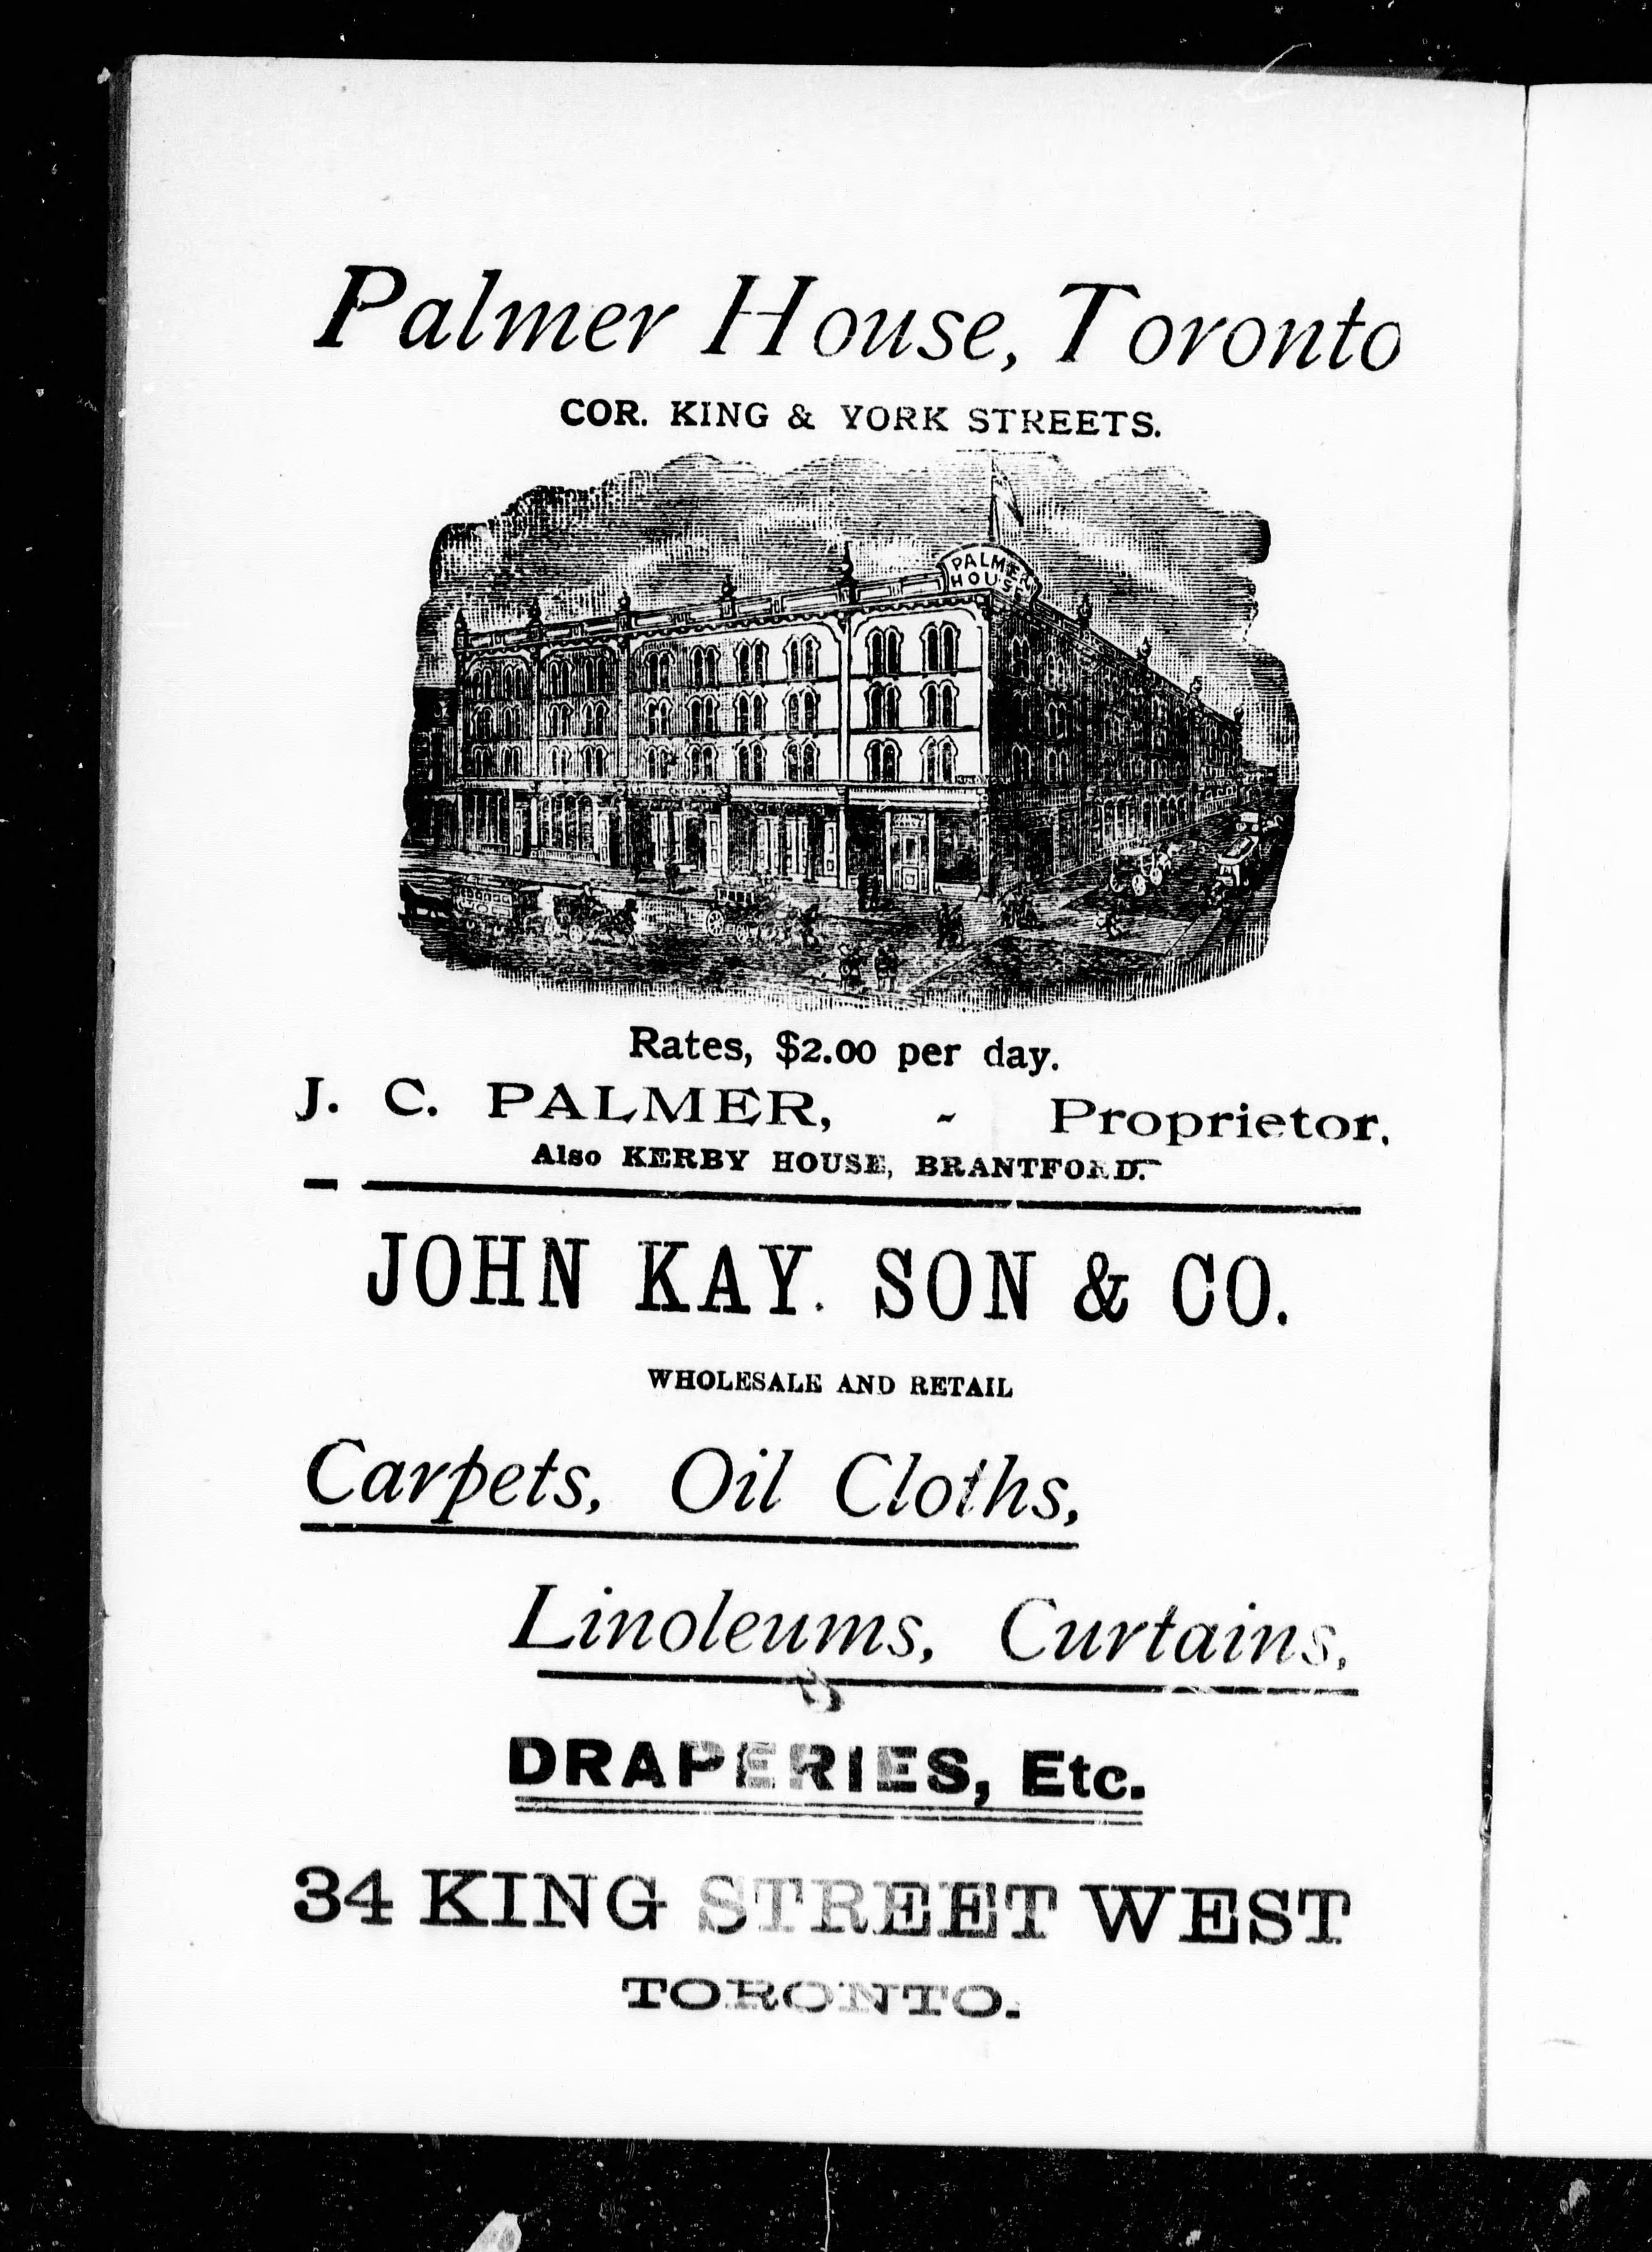 Palmer House, Toronto
COR. KING & YORK STREETS.
PALMER
HOUSE
Rates, $2.00 per day.
J. C. PALMER, - Proprietor.
Also KERBY HOUSE, BRANTFORD.
JOHN KAY. SON & CO.
WHOLESALE AND RETAIL
Carpets, Oil Cloths,
Linoleums, Curtains,
DRAPERIES, Etc.
34 KING STREET WEST
TORONTO.